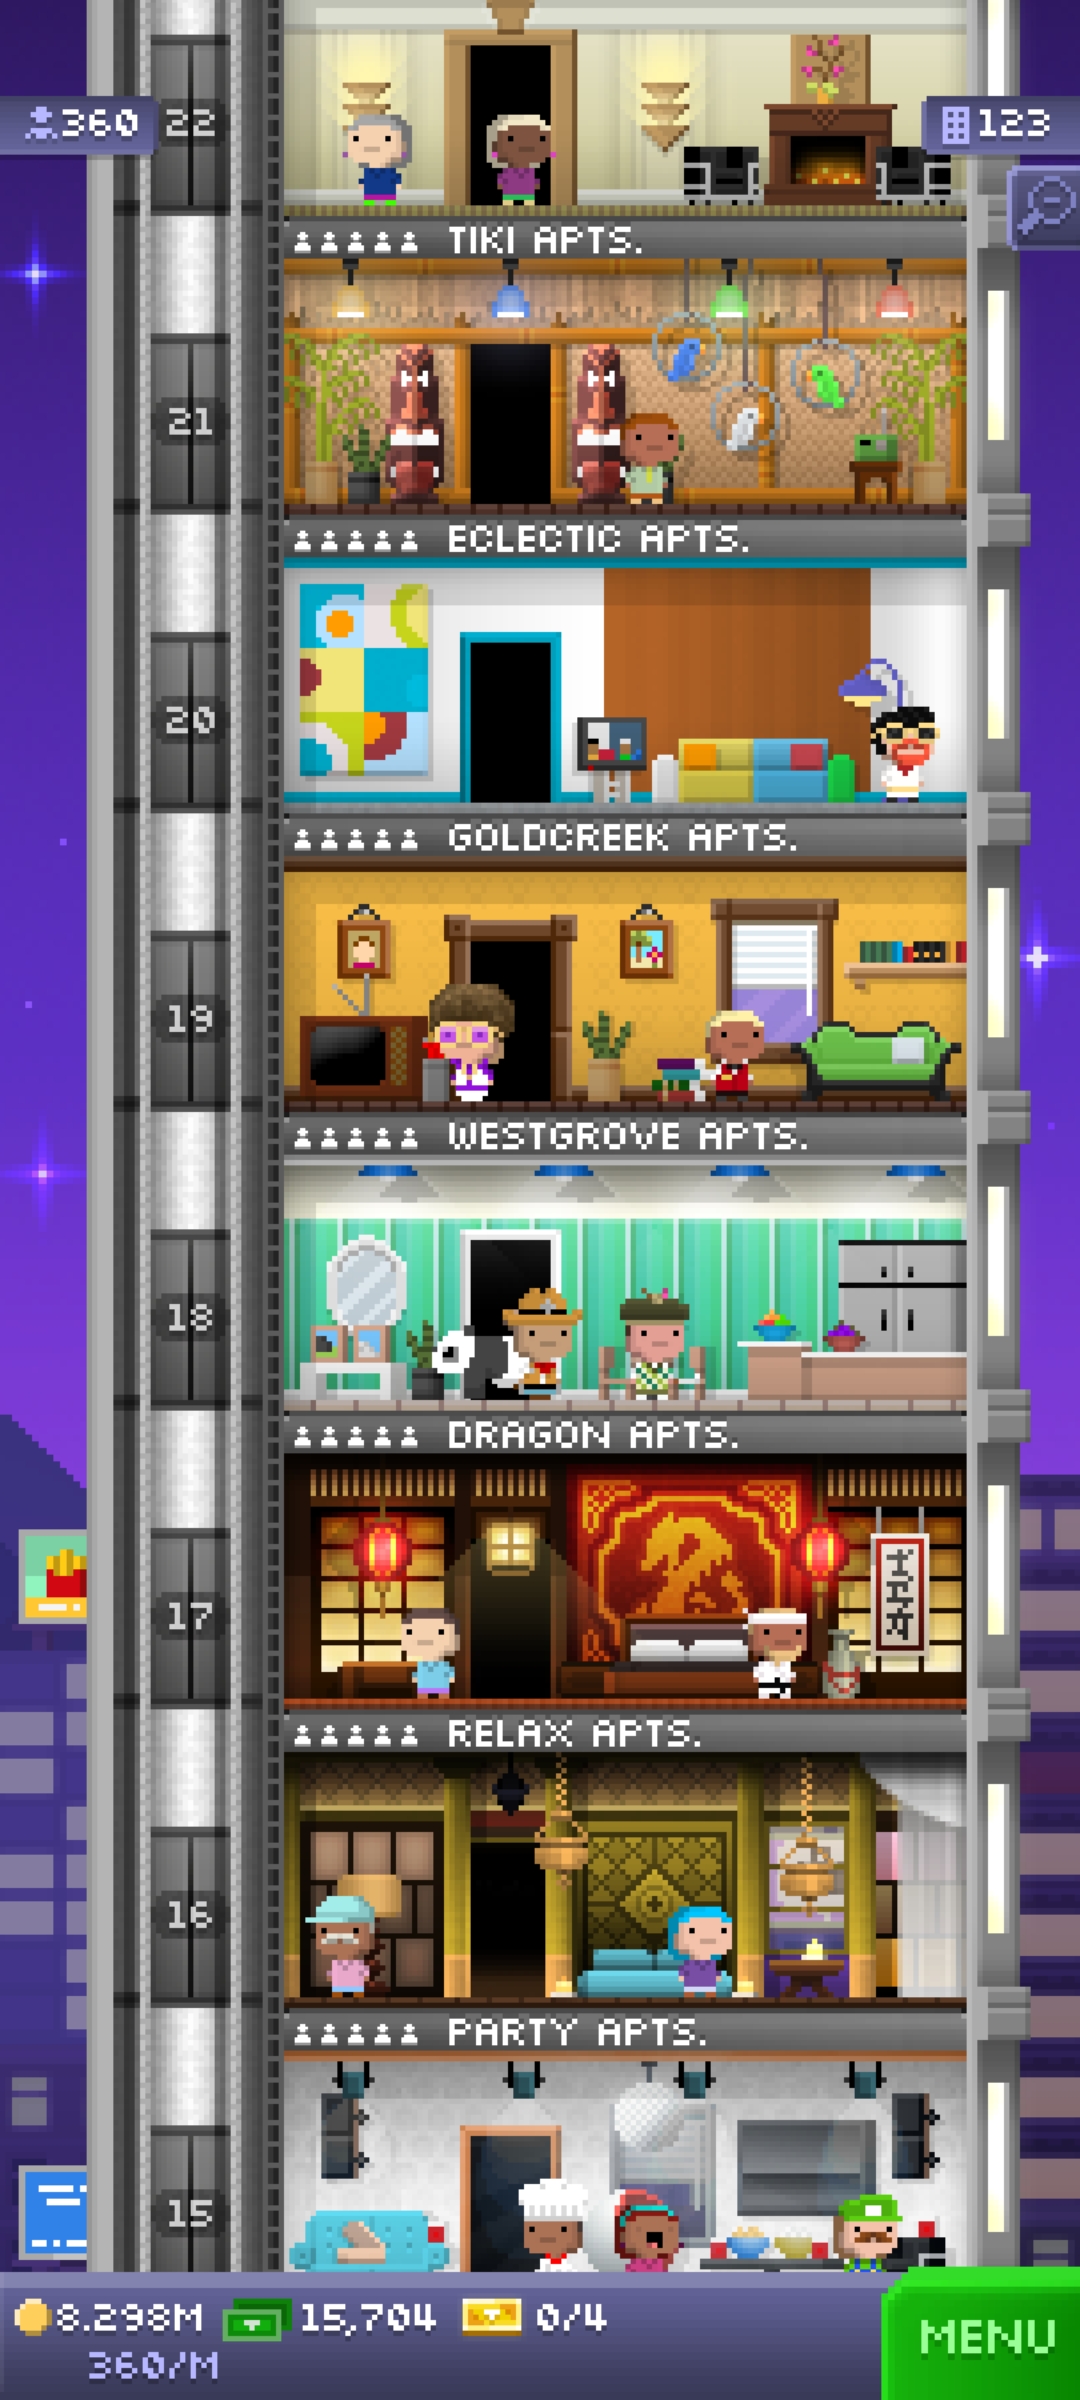 360
22
123
TIKI APTS.
21
ECLECTIC APTS.
20
GOLDCREEK APTS.
19
WESTGROVE APTS.
18
DRAGON APTS.
17
RELAX APTS.
16
PARTY APTS.
15
8.298M 15,704 0/4
MENU
360/M